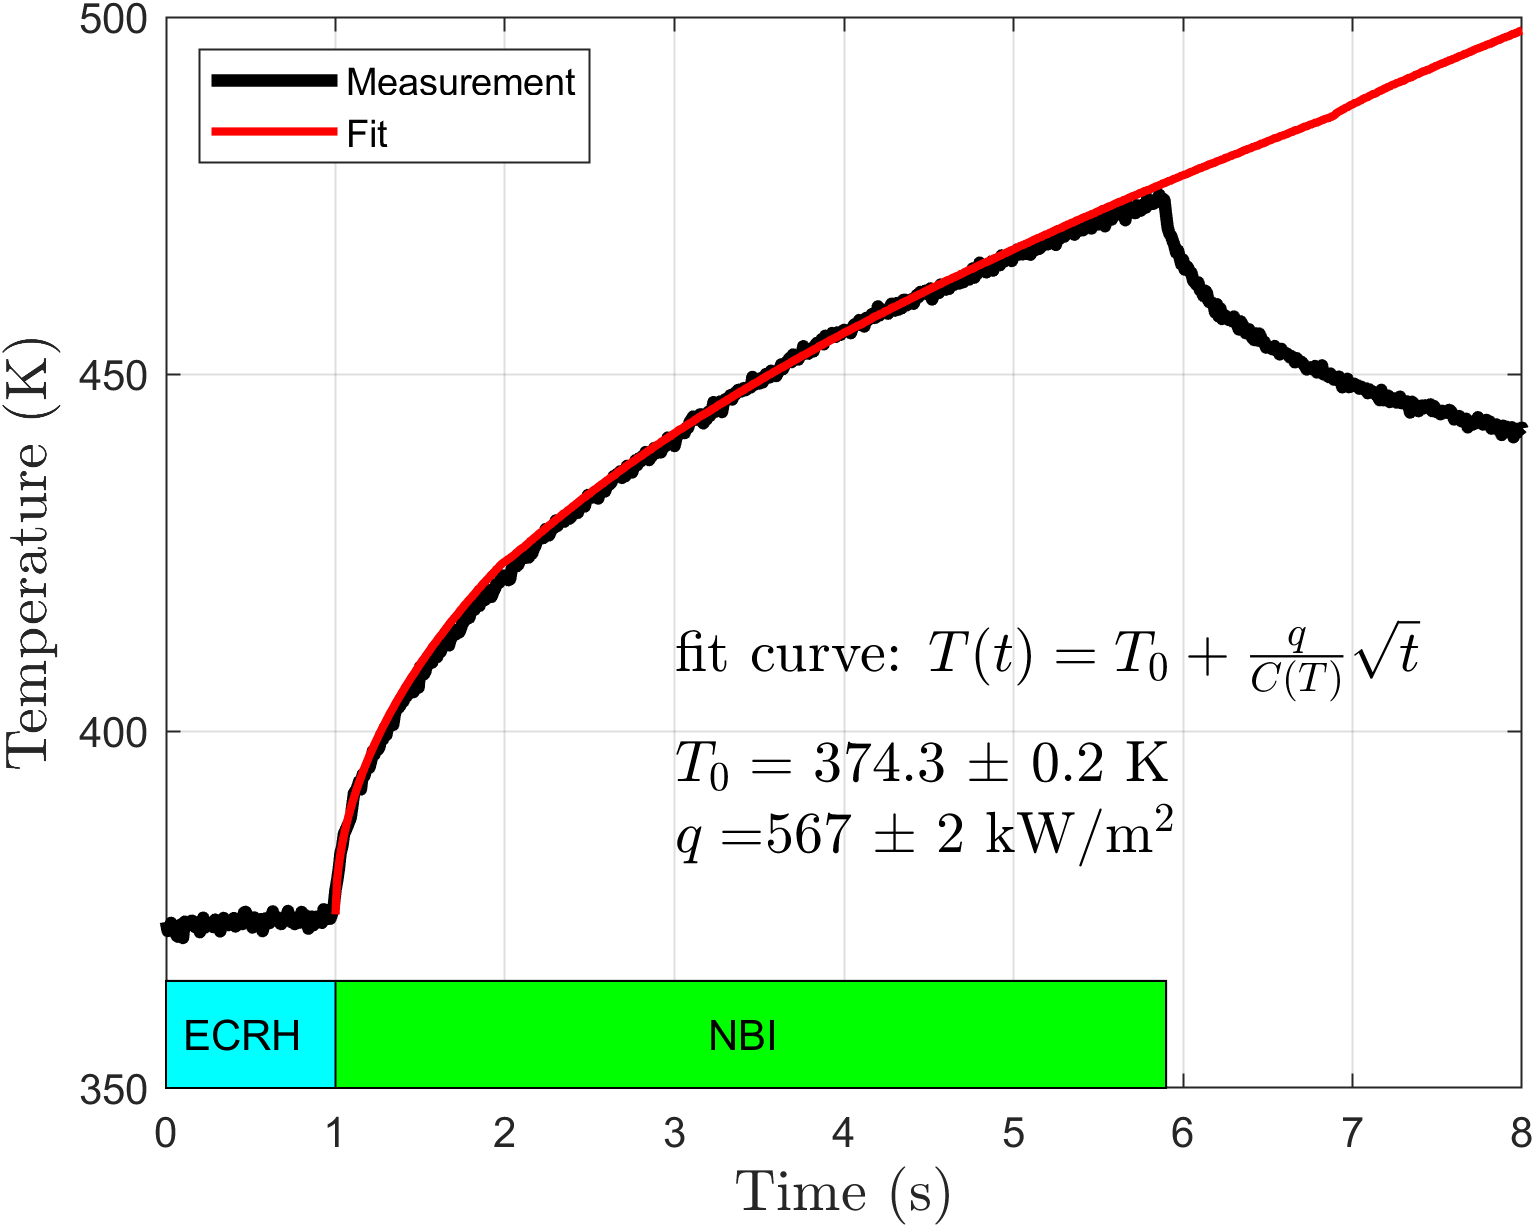 500
450
400
350
Temperature (K)
Measurement
Fit
fit curve: T(t) = T₀ + q/C(T) √t
T₀ = 374.3 ± 0.2 K
q =567 ± 2 kW/m²
ECRH
NBI
0 1 2 3 4 5 6 7 8
Time (s)